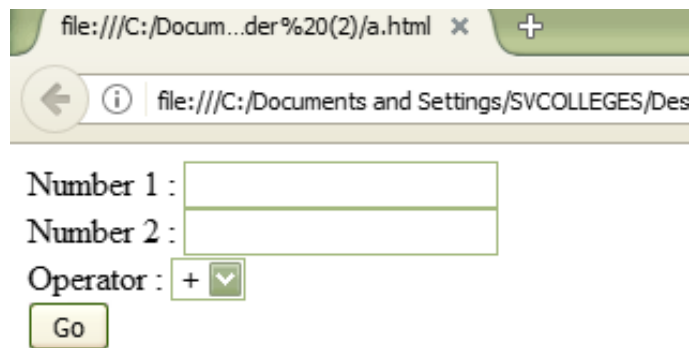 file:///C:/Docum...der%20(2)/a.html
file:///C:/Documents and Settings/SVCOLLEGES/Des
Number 1 :
Number 2 :
Operator : +
Go